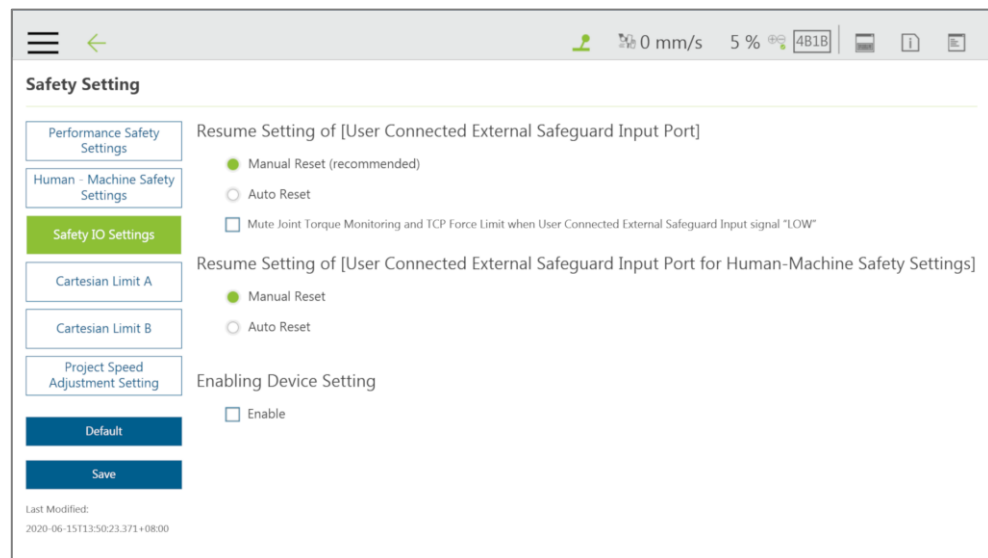 0 mm/s 5 % 4B1B
Safety Setting
Performance Safety
Settings
Human - Machine Safety
Settings
Safety IO Settings
Cartesian Limit A
Cartesian Limit B
Project Speed
Adjustment Setting
Default
Save
Last Modified:
2020-06-15T13:50:23.371+08:00
Resume Setting of [User Connected External Safeguard Input Port]
Manual Reset (recommended)
Auto Reset
Mute Joint Torque Monitoring and TCP Force Limit when User Connected External Safeguard Input signal "LOW"
Resume Setting of [User Connected External Safeguard Input Port for Human-Machine Safety Settings]
Manual Reset
Auto Reset
Enabling Device Setting
Enable